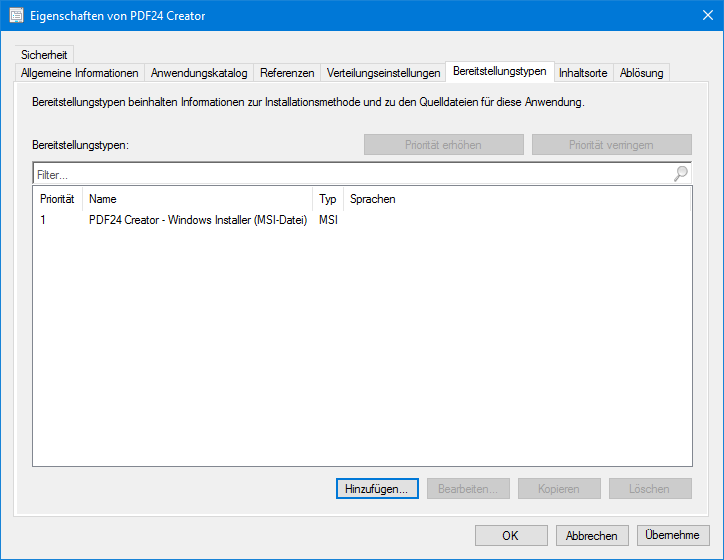 Eigenschaften von PDF24 Creator
Sicherheit
Allgemeine Informationen Anwendungskatalog Referenzen Verteilungseinstellungen Bereitstellungstypen Inhaltsorte Ablösung
Bereitstellungstypen beinhalten Informationen zur Installationsmethode und zu den Quelldateien für diese Anwendung.
Bereitstellungstypen: Priorität erhöhen Priorität verringern
Filter...
Priorität Name Typ Sprachen
1 PDF24 Creator - Windows Installer (MSI-Datei) MSI
Hinzufügen... Bearbeiten... Kopieren Löschen
OK Abbrechen Übernehmen